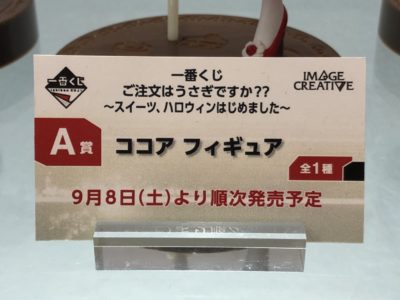 一番くじ
一番くじ
ご注文はうさぎですか??
～スイーツ、ハロウィンはじめました～
IMAGE
CREATIVE
A賞
ココア フィギュア
全1種
9月8日(土)より順次発売予定